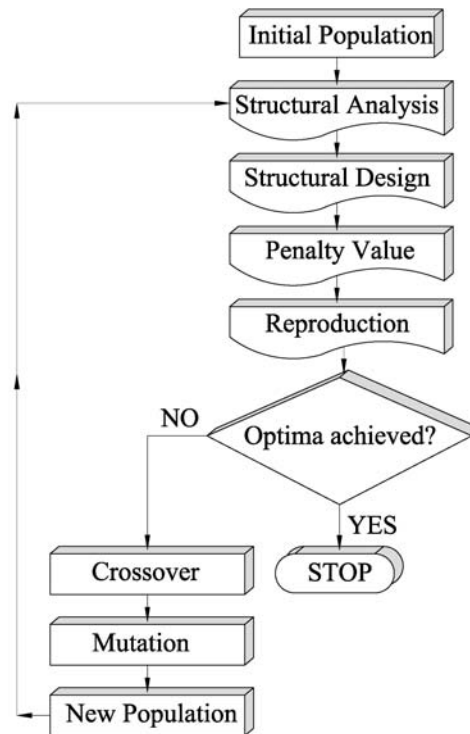 Initial Population
Structural Analysis
Structural Design
Penalty Value
Reproduction
Optima achieved?
NO
YES
STOP
Crossover
Mutation
New Population